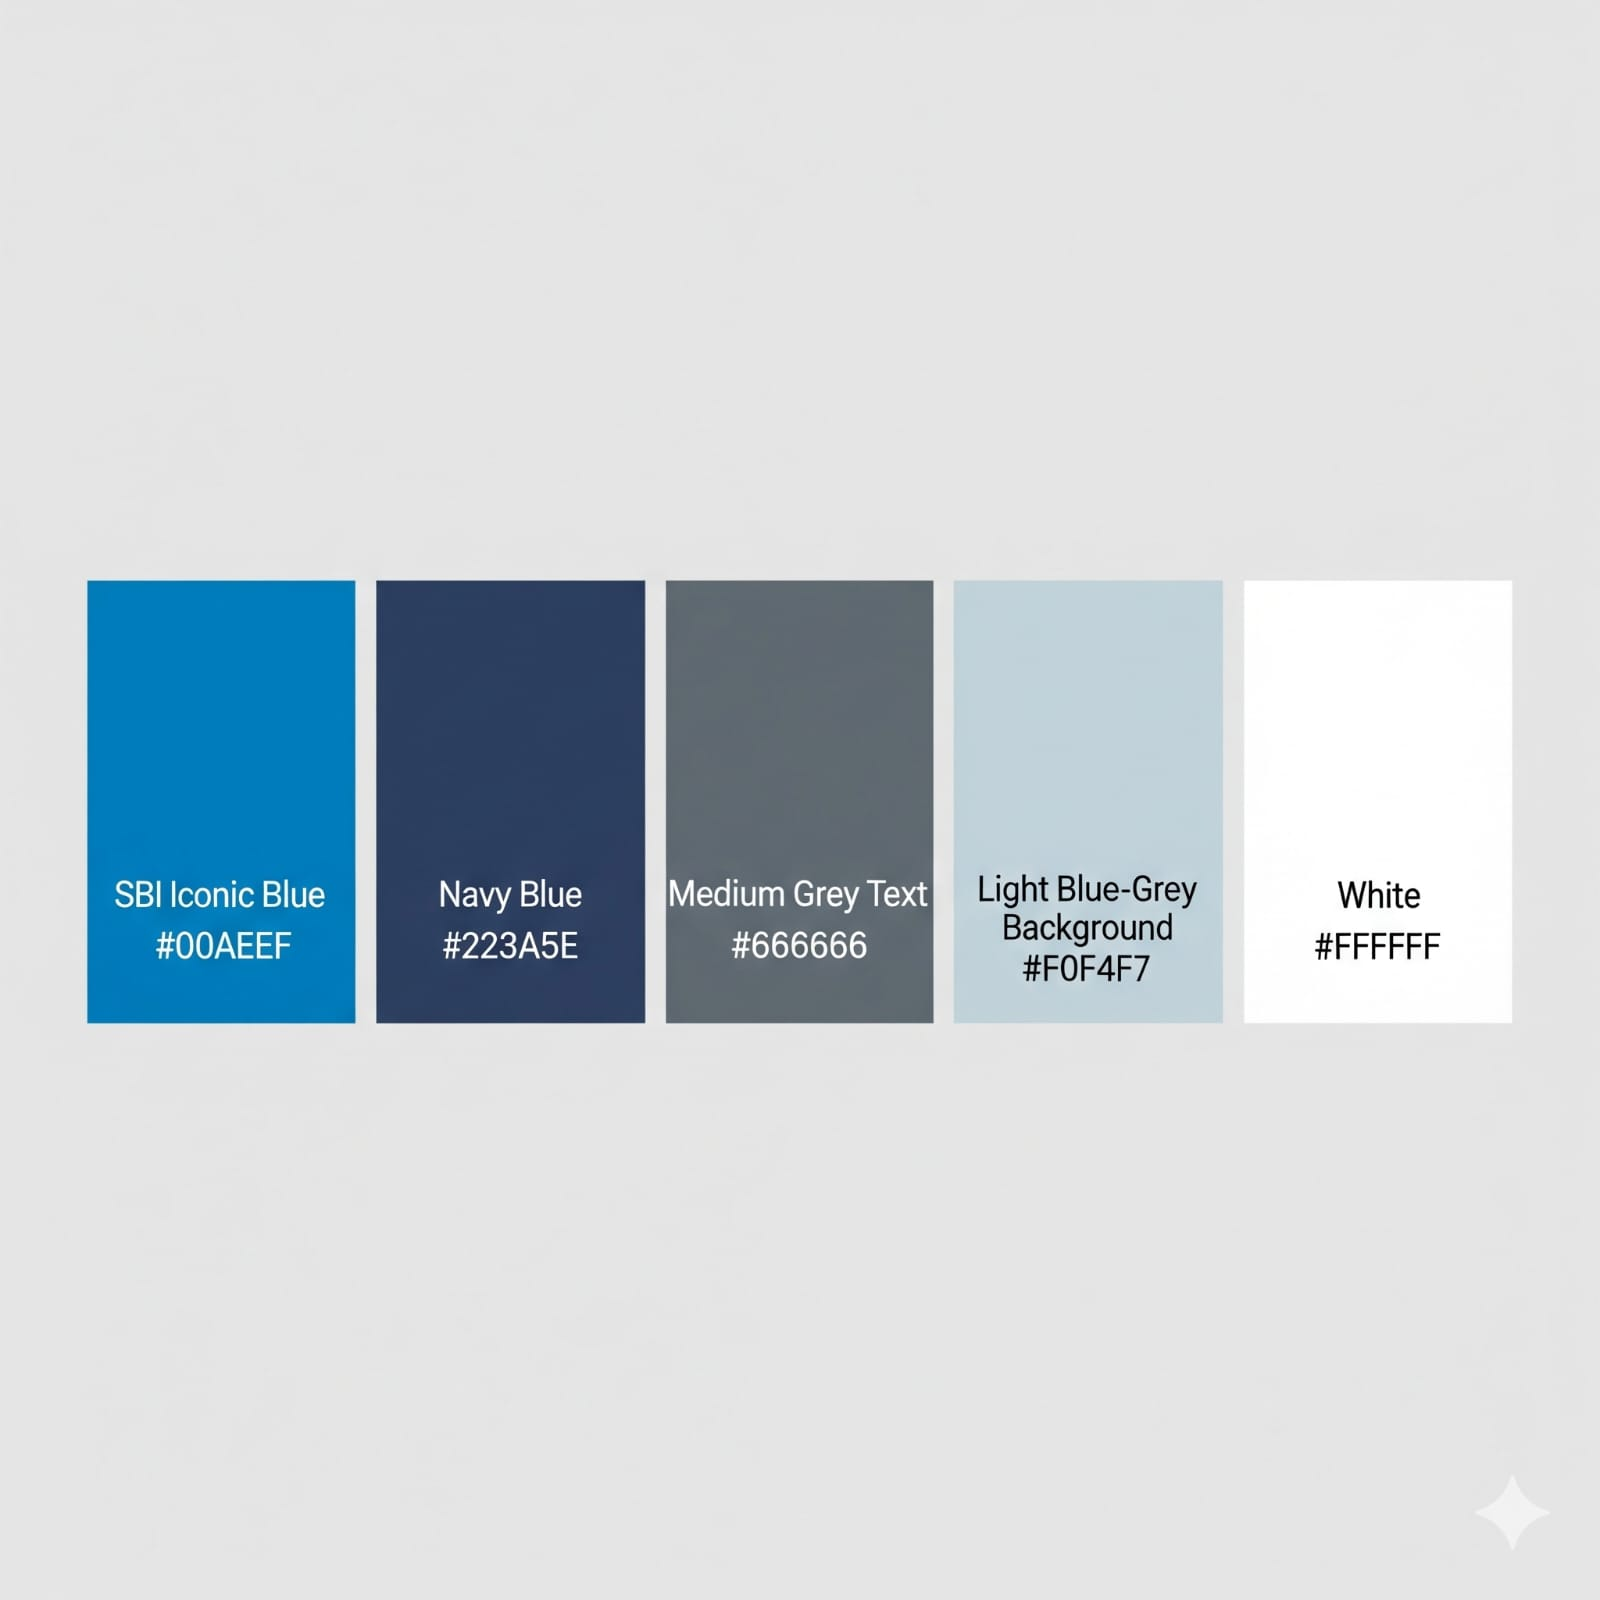 SBI Iconic Blue
#00AEEF
Navy Blue
#223A5E
Medium Grey Text
#666666
Light Blue-Grey
Background
#F0F4F7
White
#FFFFFF